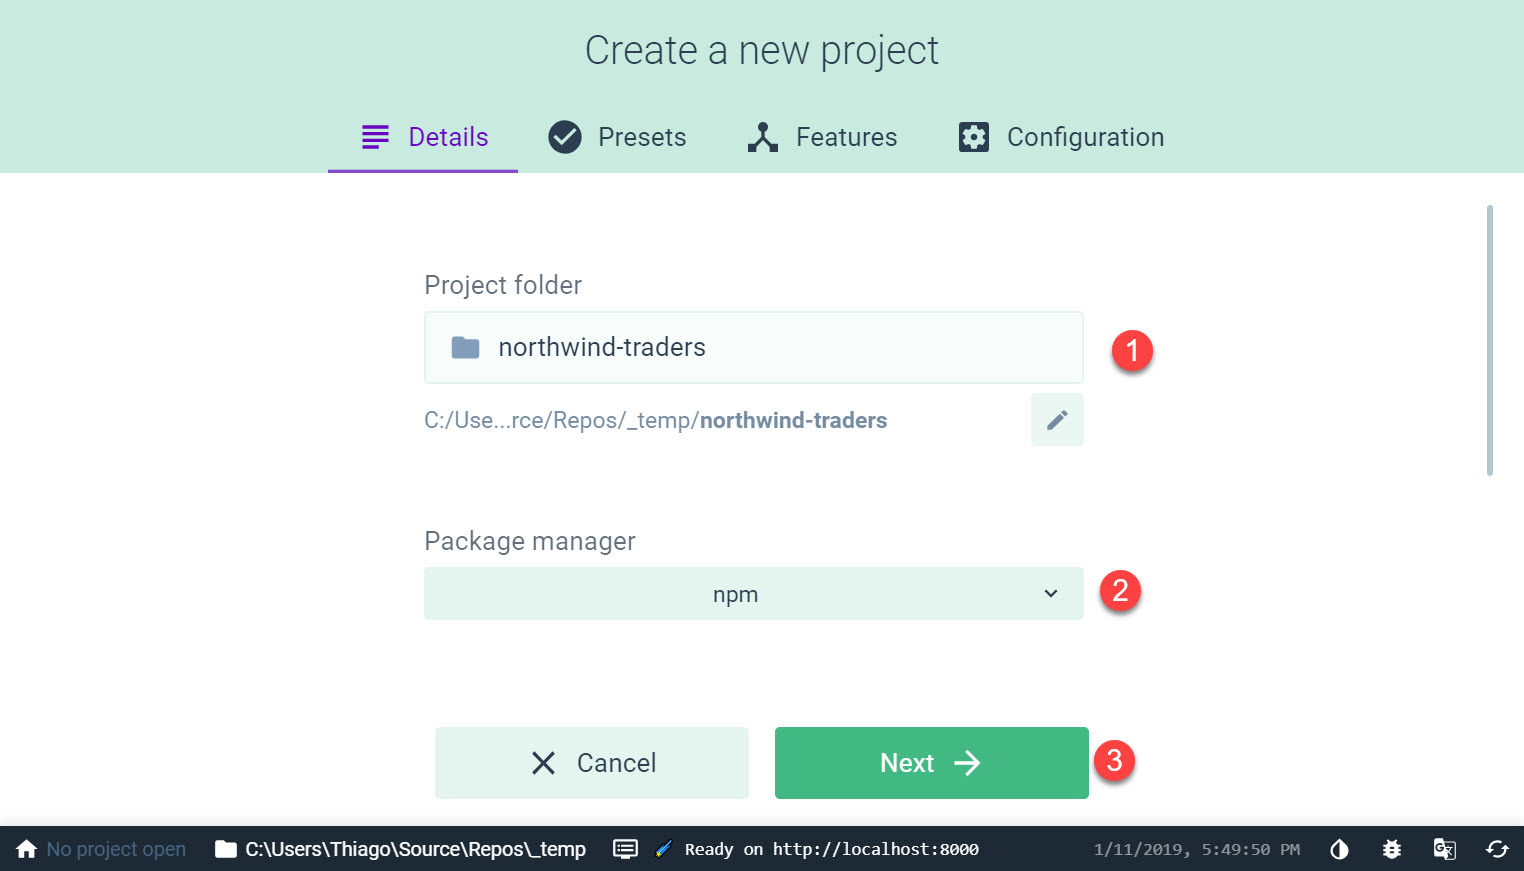 Create a new project
Details Presets Features Configuration
Project folder
northwind-traders
1
C:/Use...rce/Repos/_temp/northwind-traders
Package manager
npm
2
Cancel
Next
3
No project open C:\Users\Thiago\Source\Repos\_temp Ready on http://localhost:8000 1/11/2019, 5:49:50 PM